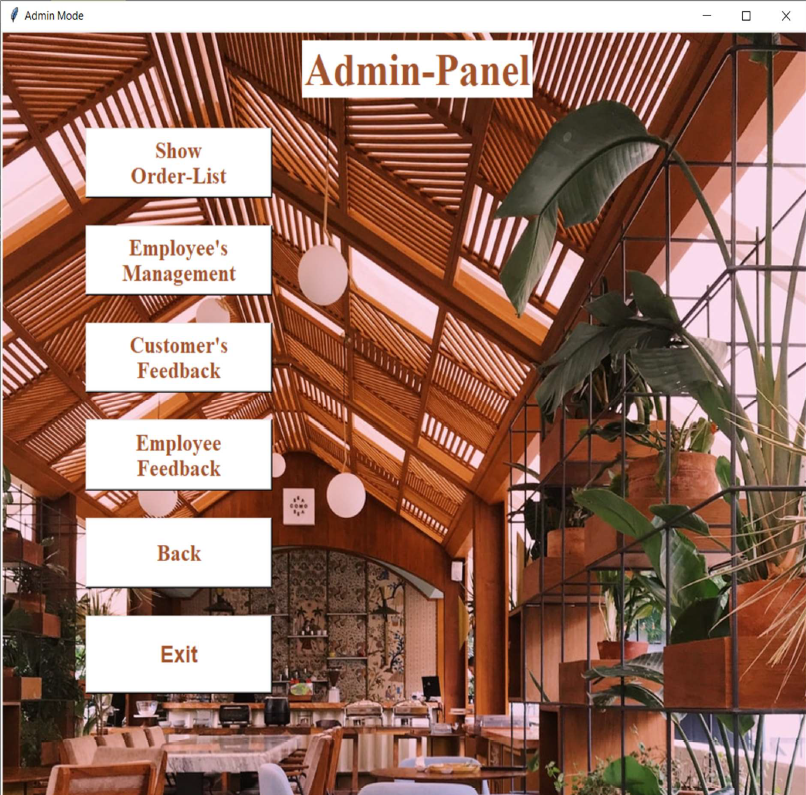 Admin Mode
Admin-Panel
Show
Order-List
Employee's
Management
Customer's
Feedback
Employee
Feedback
Back
Exit